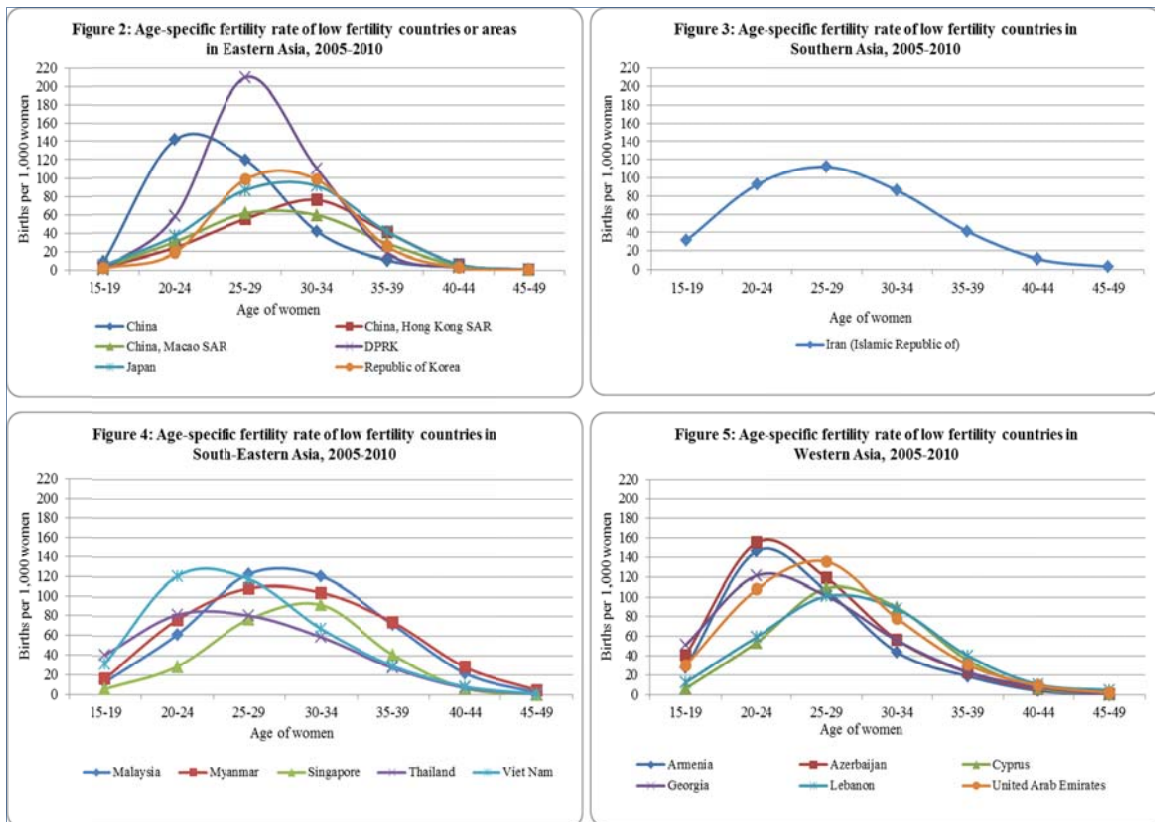 Figure 2: Age-specific fertility rate of low fertility countries or areas
in Eastern Asia, 2005-2010
Births per 1,000 women
220
200
180
160
140
120
100
80
60
40
20
0
15-19 20-24 25-29 30-34 35-39 40-44 45-49
Age of women
China China, Hong Kong SAR
China, Macao SAR DPRK
Japan Republic of Korea
Figure 3: Age-specific fertility rate of low fertility countries in
Southern Asia, 2005-2010
Births per 1,000 woman
220
200
180
160
140
120
100
80
60
40
20
0
15-19 20-24 25-29 30-34 35-39 40-44 45-49
Age of women
Iran (Islamic Republic of)
Figure 4: Age-specific fertility rate of low fertility countries in
South-Eastern Asia, 2005-2010
Births per 1,000 women
220
200
180
160
140
120
100
80
60
40
20
0
15-19 20-24 25-29 30-34 35-39 40-44 45-49
Age of women
Malaysia Myanmar Singapore Thailand Viet Nam
Figure 5: Age-specific fertility rate of low fertility countries in
Western Asia, 2005-2010
Births per 1,000 women
220
200
180
160
140
120
100
80
60
40
20
0
15-19 20-24 25-29 30-34 35-39 40-44 45-49
Age of women
Armenia Azerbaijan Cyprus
Georgia Lebanon United Arab Emirates